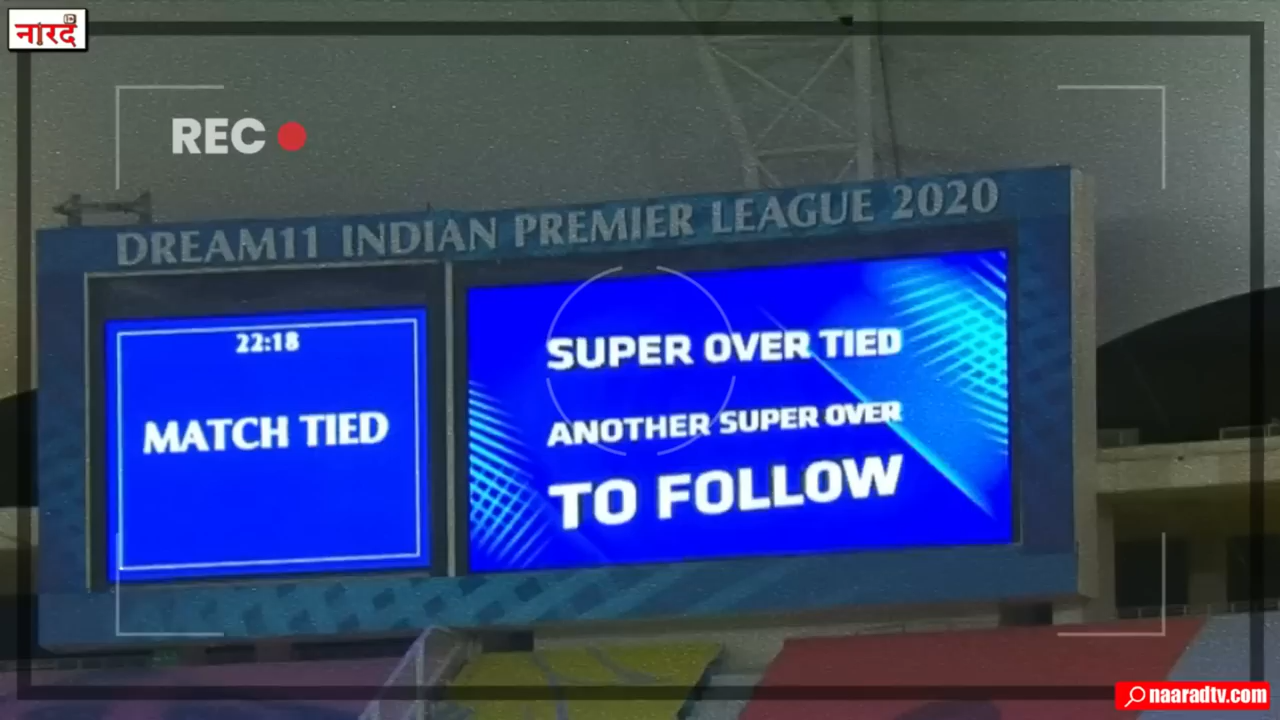 नारद
REC
DREAM11 INDIAN PREMIER LEAGUE 2020
22:18
MATCH TIED
SUPER OVER TIED
ANOTHER SUPER OVER
TO FOLLOW
naaradtv.com